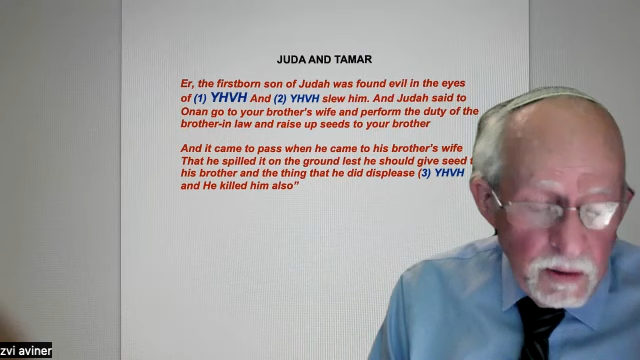 JUDA AND TAMAR
Er, the firstborn son of Judah was found evil in the eyes
of (1) YHVH And (2) YHVH slew him. And Judah said to
Onan go to your brother's wife and perform the duty of the
brother-in law and raise up seeds to your brother
And it came to pass when he came to his brother's wife
That he spilled it on the ground lest he should give seed
his brother and the thing that he did displease (3) YHVH
and He killed him also”
zvi aviner